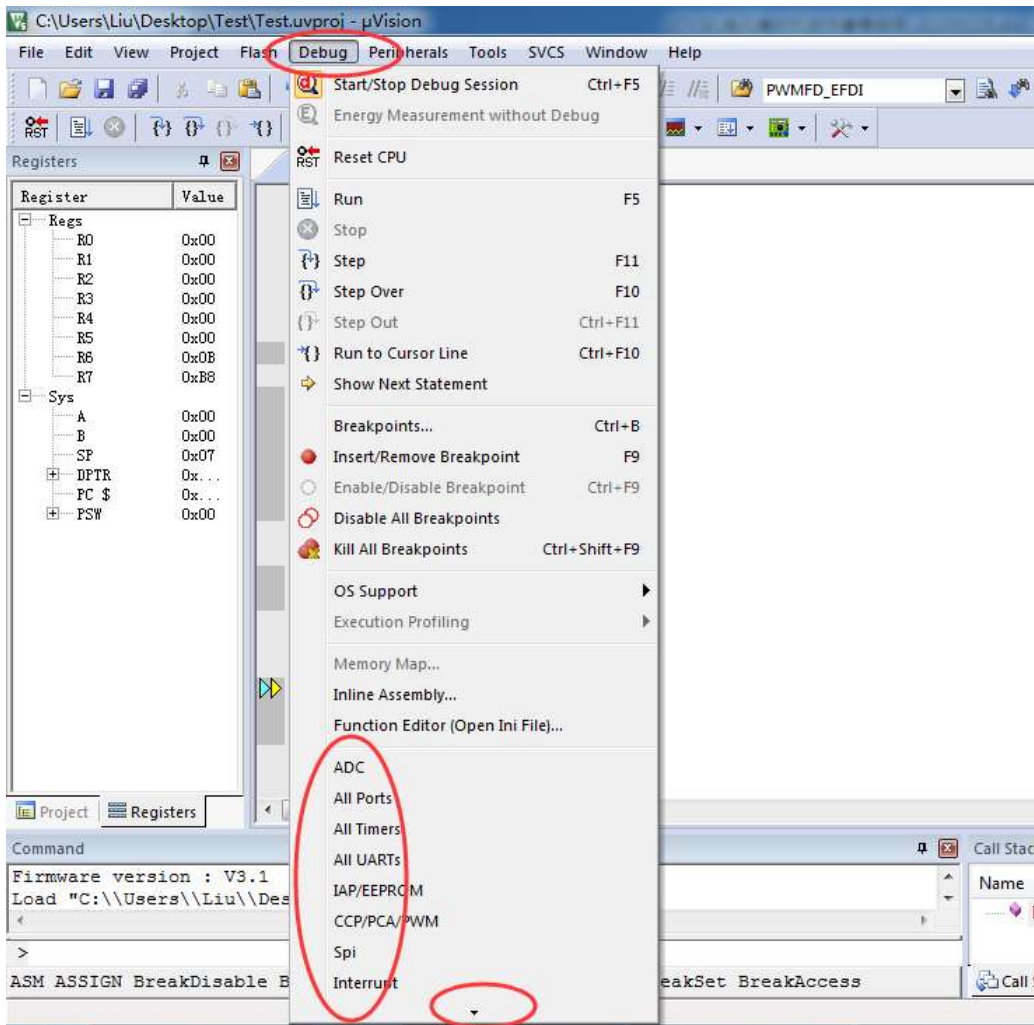 C:\Users\Liu\Desktop\Test\Test.uvproj - µVision
File Edit View Project Flash Debug Peripherals Tools SVCS Window Help
PWMFD_EFDI
Start/Stop Debug Session Ctrl+F5
Energy Measurement without Debug
RST
Registers
RST Reset CPU
Register Value
Run F5
Regs
Stop
R0 0x00
R1 0x00
Step F11
R2 0x00
Step Over F10
R3 0x00
R4 0x00
Step Out Ctrl+F11
R5 0x00
R6 0x0B
Run to Cursor Line Ctrl+F10
R7 0xB8
Show Next Statement
Sys
A 0x00
Breakpoints... Ctrl+B
B 0x00
SP 0x07
Insert/Remove Breakpoint F9
DPTR 0x...
Enable/Disable Breakpoint Ctrl+F9
PC $ 0x...
PSW 0x00
Disable All Breakpoints
Kill All Breakpoints Ctrl+Shift+F9
OS Support
Execution Profiling
Memory Map...
Inline Assembly...
Function Editor (Open Ini File)...
ADC
All Ports
All Timers
All UARTs
IAP/EEPROM
CCP/PCA/PWM
Spi
Interrupt
Project Registers
Command
Call Stac
Firmware version : V3.1
Name
Load "C:\\Users\\Liu\\Des
>
ASM ASSIGN BreakDisable B
eakSet BreakAccess
Call